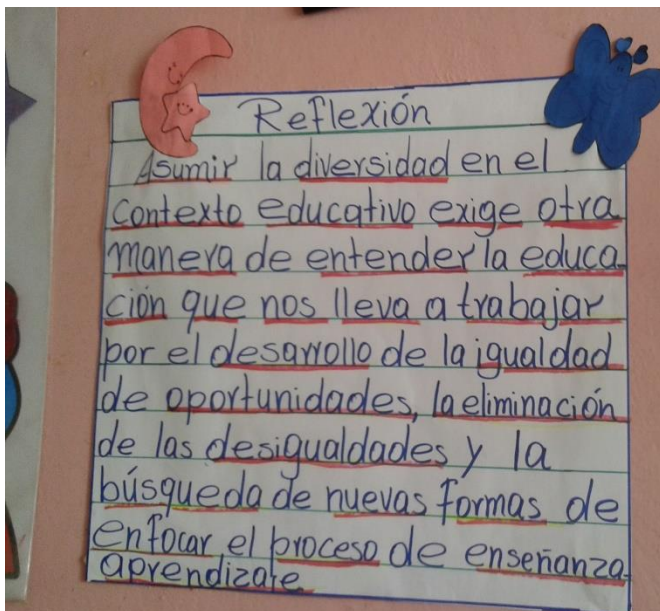 Reflexión
Asumir la diversidad en el
contexto educativo exige otra
manera de entender la educa-
ción que nos lleva a trabajar
por el desarrollo de la igualdad
de oportunidades, la eliminación
de las desigualdades y la
búsqueda de nuevas formas de
enfocar el proceso de enseñanza-
aprendizaje